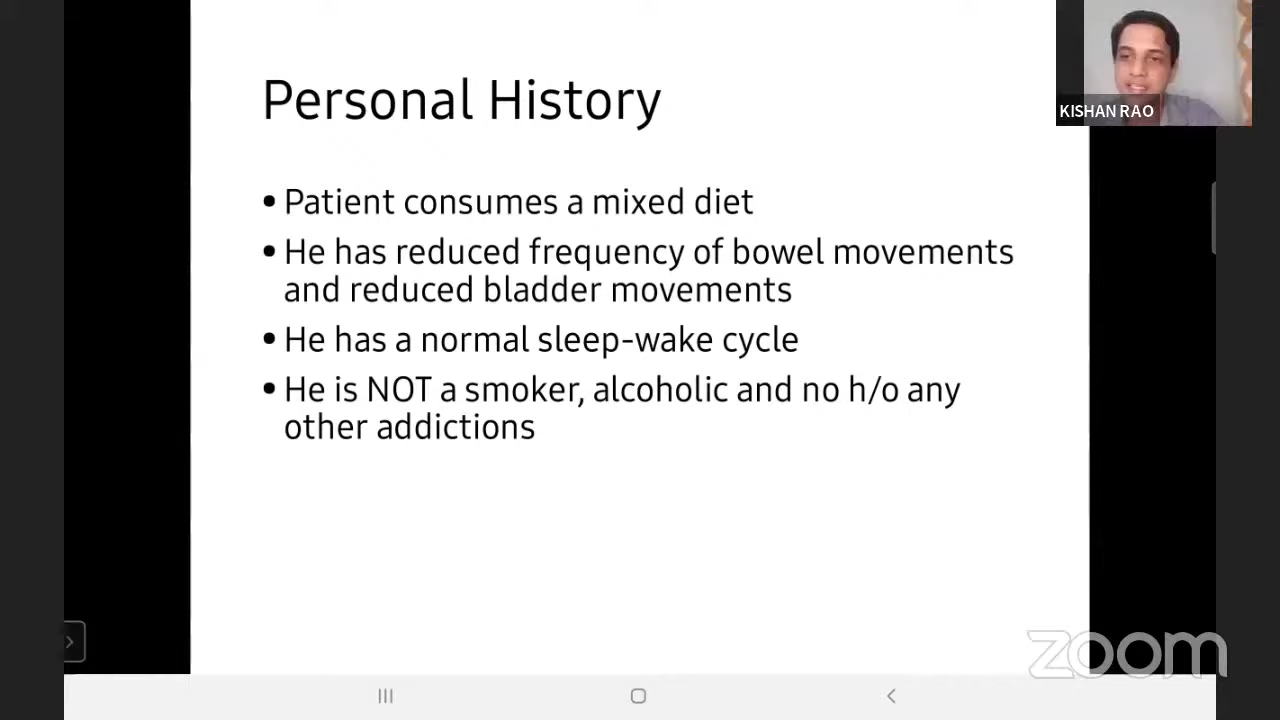 Personal History
KISHAN RAO
• Patient consumes a mixed diet
• He has reduced frequency of bowel movements
and reduced bladder movements
• He has a normal sleep-wake cycle
• He is NOT a smoker, alcoholic and no h/o any
other addictions
zoom